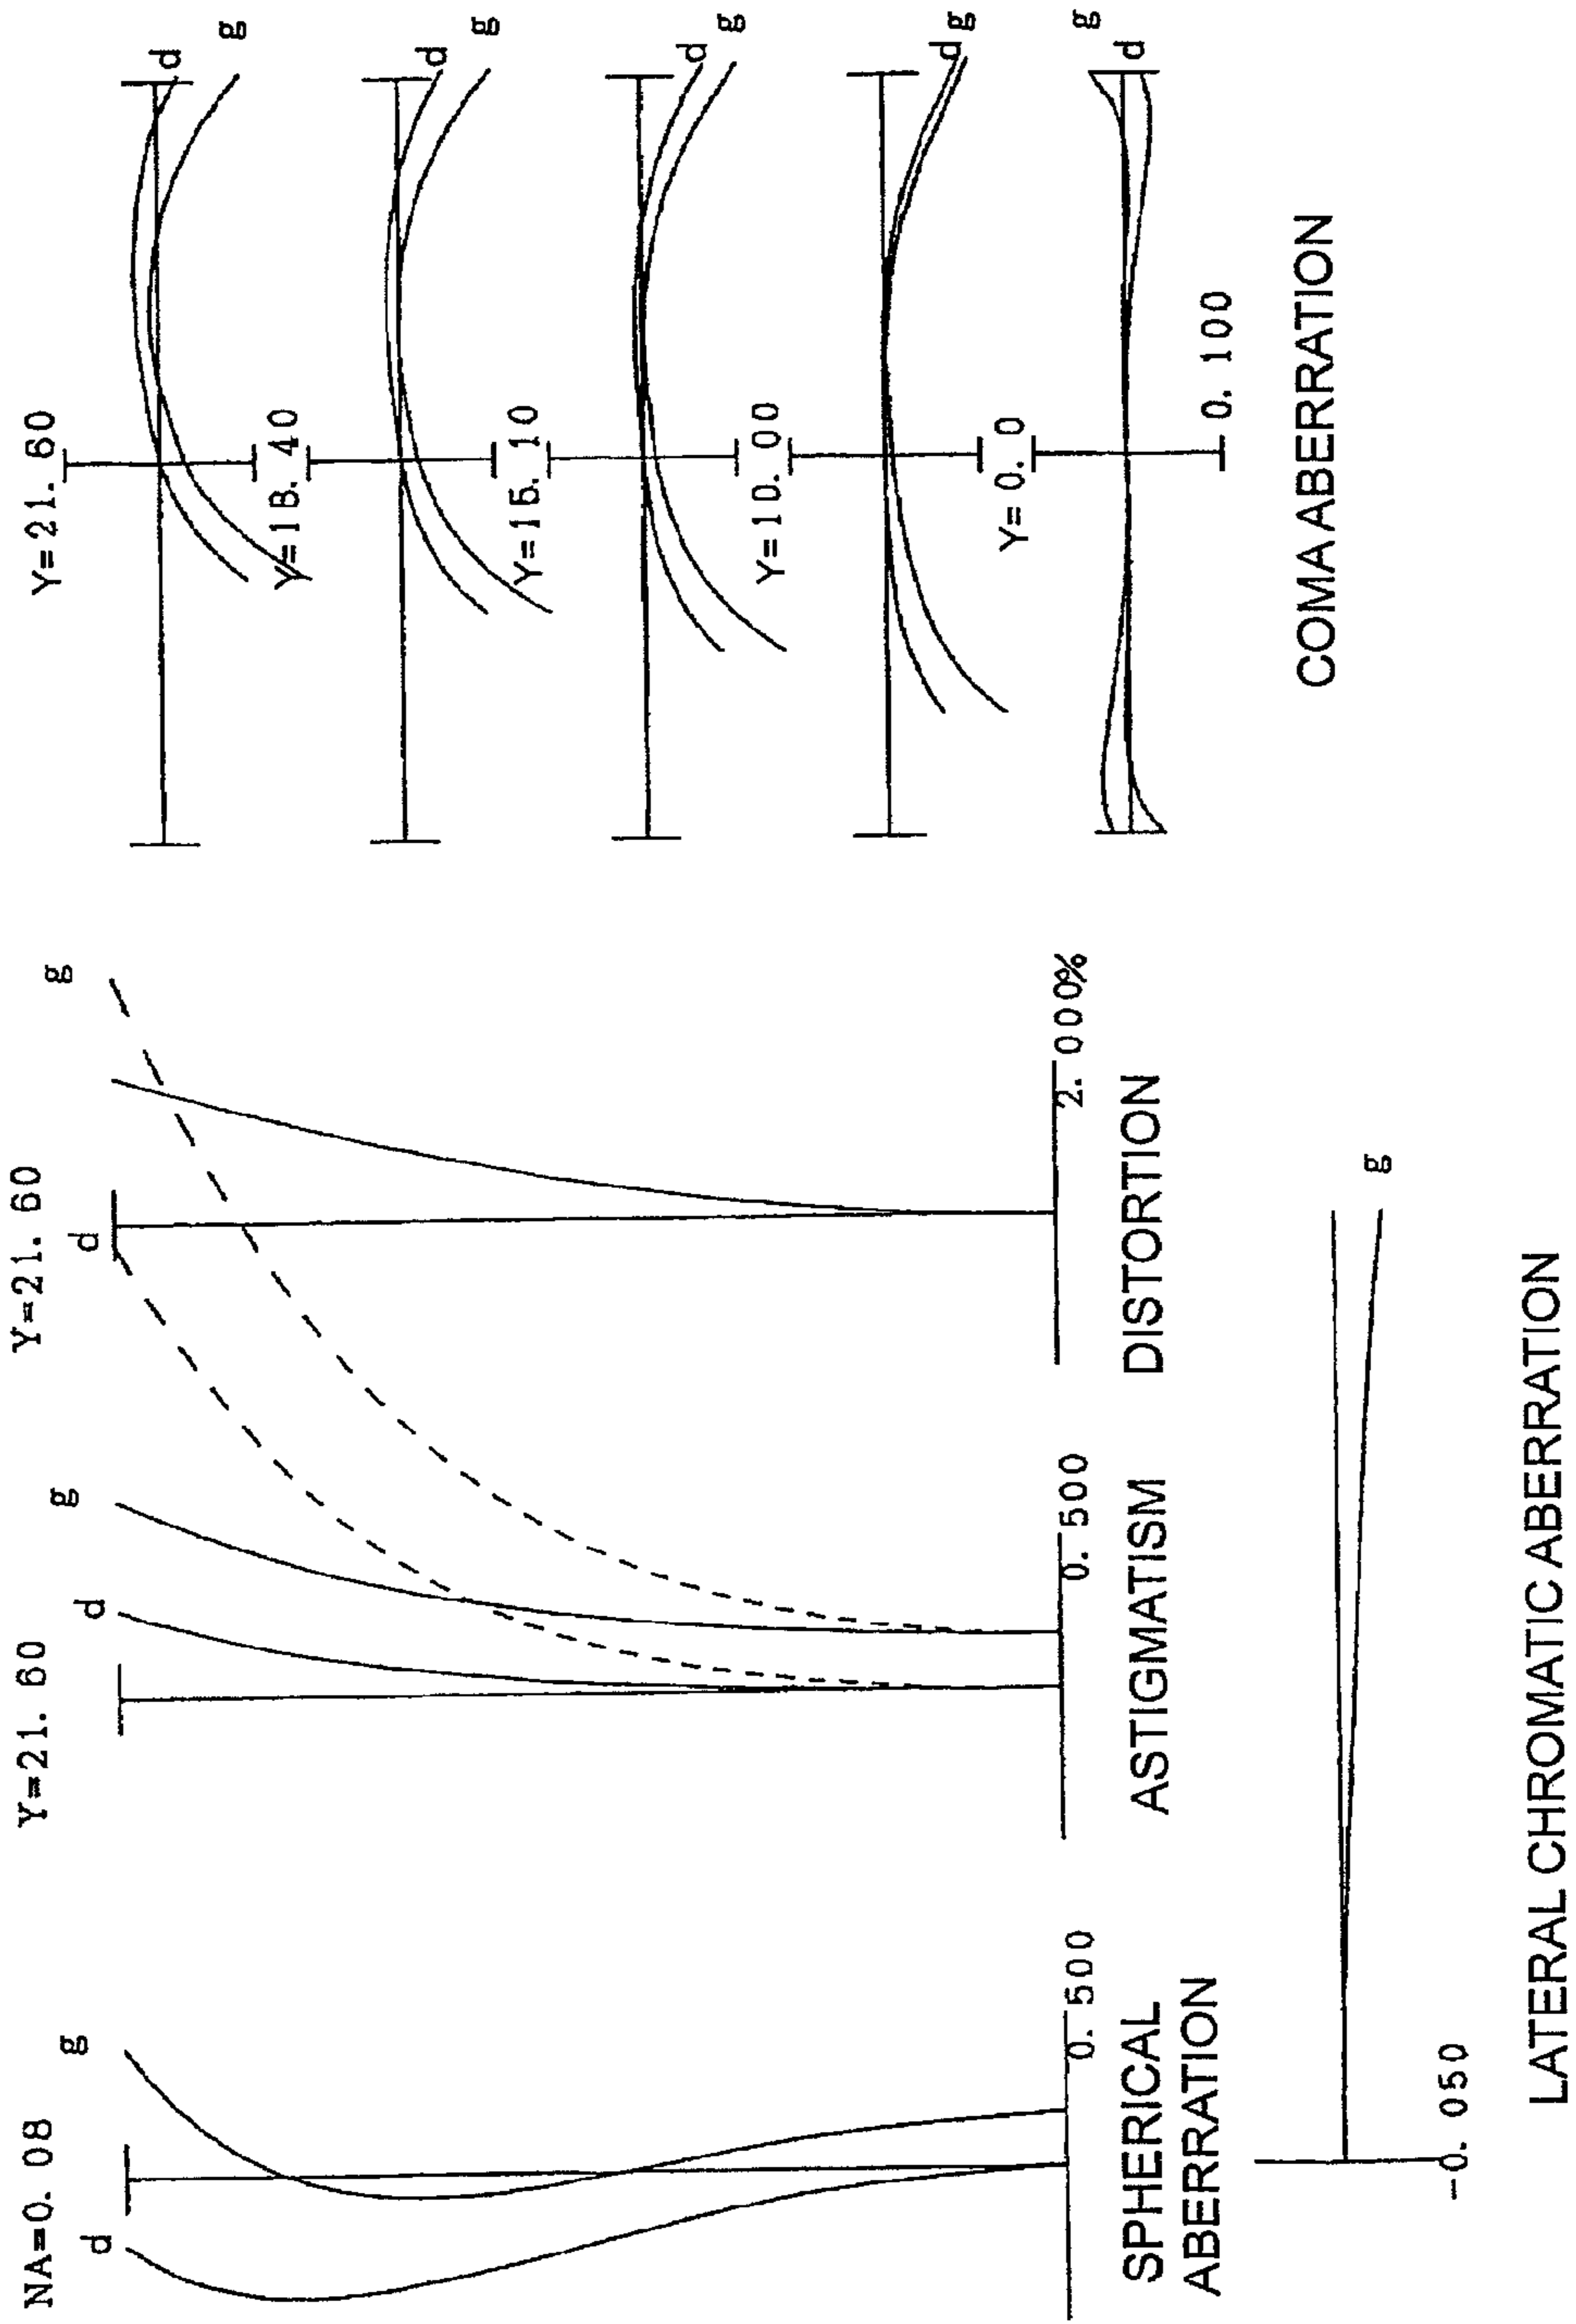 NA=0.08
d
g
0.500
SPHERICAL
ABERRATION
Y=21.60
d
g
0.500
ASTIGMATISM
Y=21.60
d
g
2.000%
DISTORTION
Y=21.60
d
g
Y=18.40
d
g
Y=15.10
d
g
Y=10.00
d
g
Y=0.0
g
d
0.100
COMA ABERRATION
g
-0.050
LATERAL CHROMATIC ABERRATION